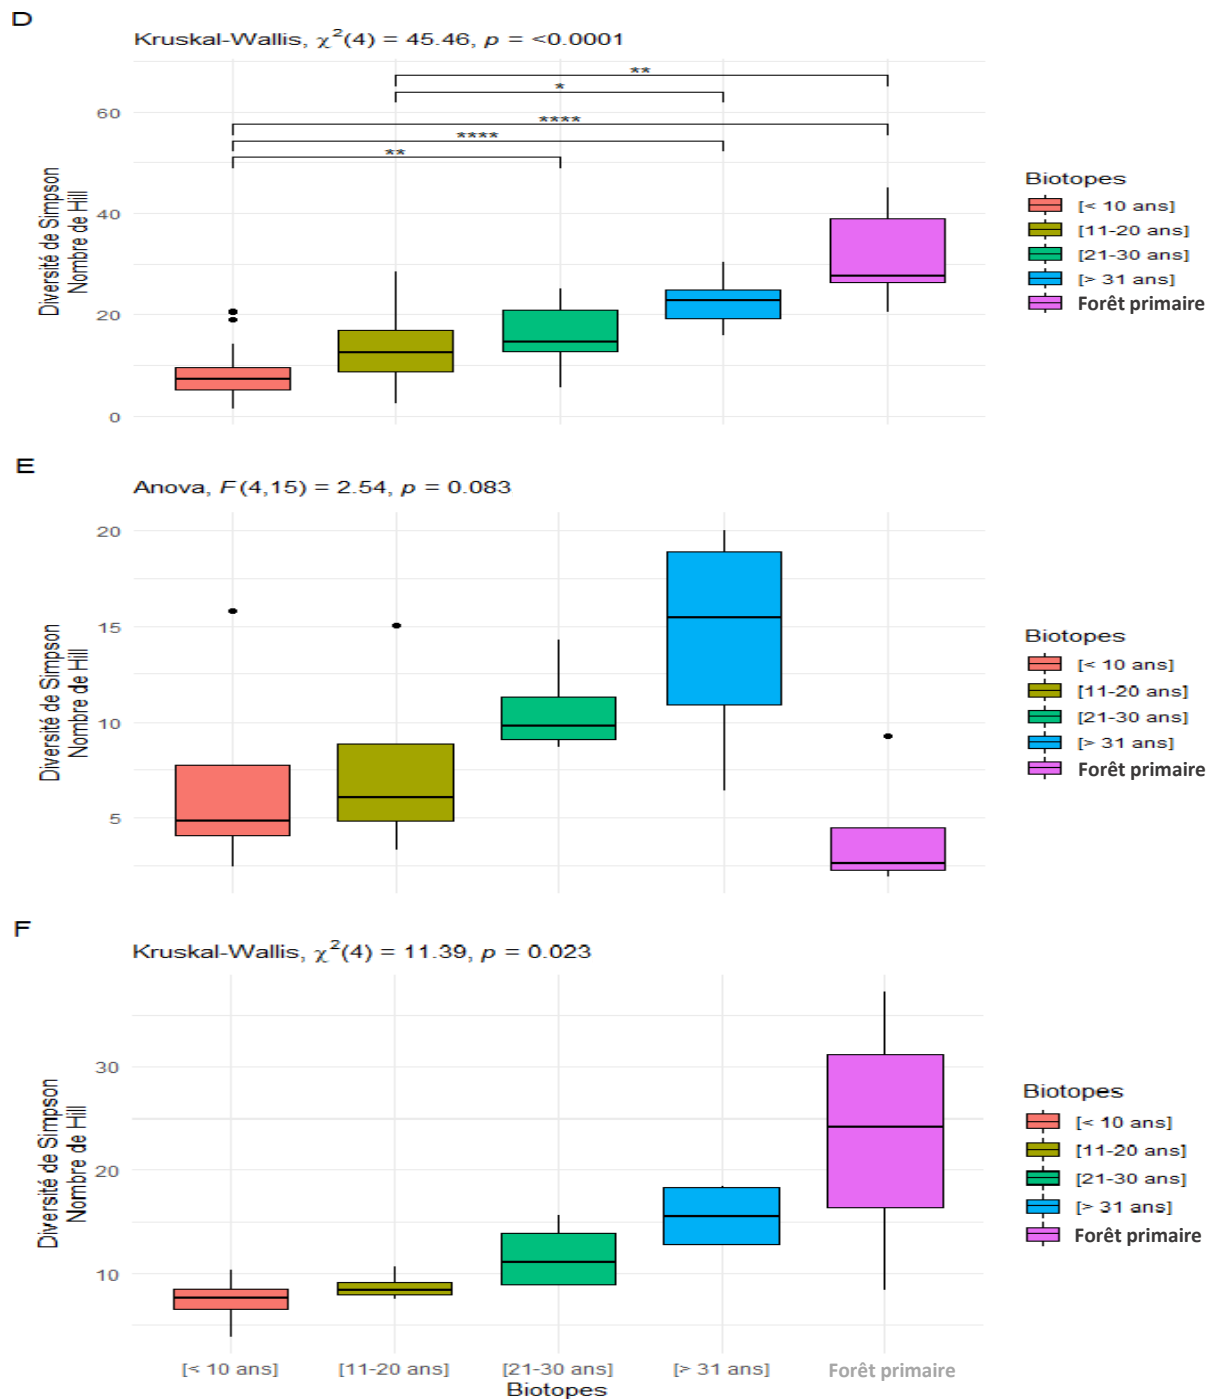 D
Kruskal-Wallis, χ²(4) = 45.46, p = <0.0001
**
*
****
****
**
60
40
20
0
Diversité de Simpson
Nombre de Hill
Biotopes
[< 10 ans]
[11-20 ans]
[21-30 ans]
[> 31 ans]
Forêt primaire
E
Anova, F(4,15) = 2.54, p = 0.083
20
15
10
5
Diversité de Simpson
Nombre de Hill
Biotopes
[< 10 ans]
[11-20 ans]
[21-30 ans]
[> 31 ans]
Forêt primaire
F
Kruskal-Wallis, χ²(4) = 11.39, p = 0.023
30
20
10
Diversité de Simpson
Nombre de Hill
Biotopes
[< 10 ans]
[11-20 ans]
[21-30 ans]
[> 31 ans]
Forêt primaire
[< 10 ans] [11-20 ans] [21-30 ans] [> 31 ans] Forêt primaire
Biotopes